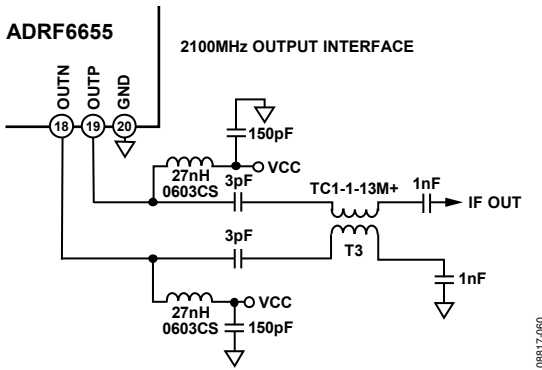 ADRF6655
2100MHz OUTPUT INTERFACE
OUTN
OUTP
GND
18
19
20
150pF
VCC
27nH
0603CS
3pF
TC1-1-13M+
1nF
IF OUT
3pF
T3
1nF
VCC
27nH
0603CS
150pF
08817-060